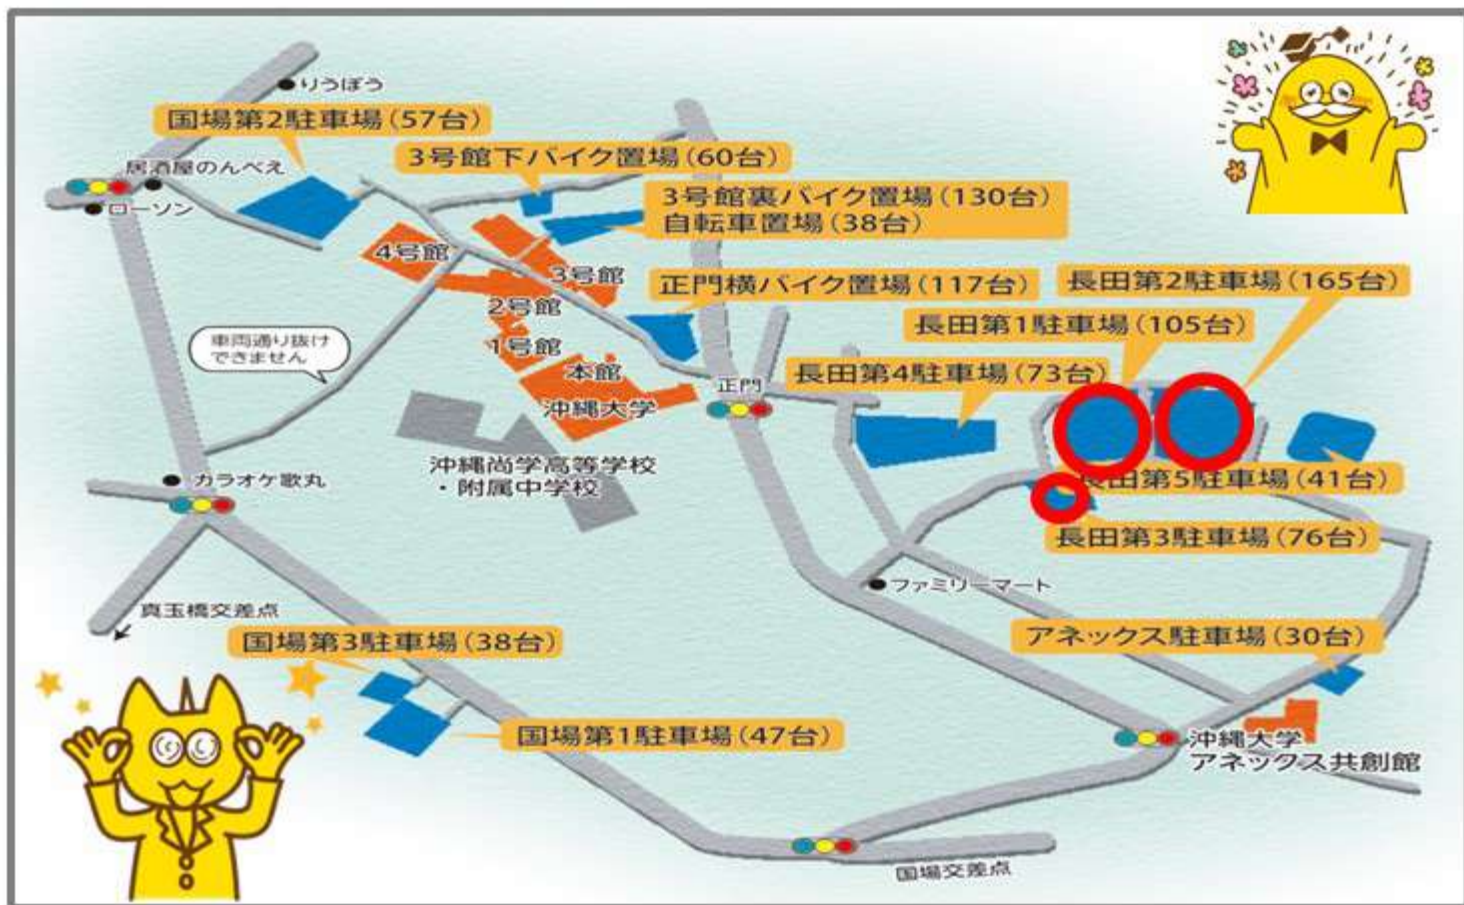 りうぼう
国場第2駐車場(57台)
3号館下バイク置場(60台)
居酒屋のんべえ
ローソン
3号館裏バイク置場(130台)
自転車置場(38台)
4号館
3号館
2号館
1号館
正門横バイク置場(117台)
長田第2駐車場(165台)
長田第1駐車場(105台)
車両通り抜け
できません
本館
沖縄大学
正門
長田第4駐車場(73台)
沖縄尚学高等学校
・附属中学校
カラオケ歌丸
長田第5駐車場(41台)
長田第3駐車場(76台)
ファミリーマート
真玉橋交差点
国場第3駐車場(38台)
アネックス駐車場(30台)
国場第1駐車場(47台)
沖縄大学
アネックス共創館
国場交差点